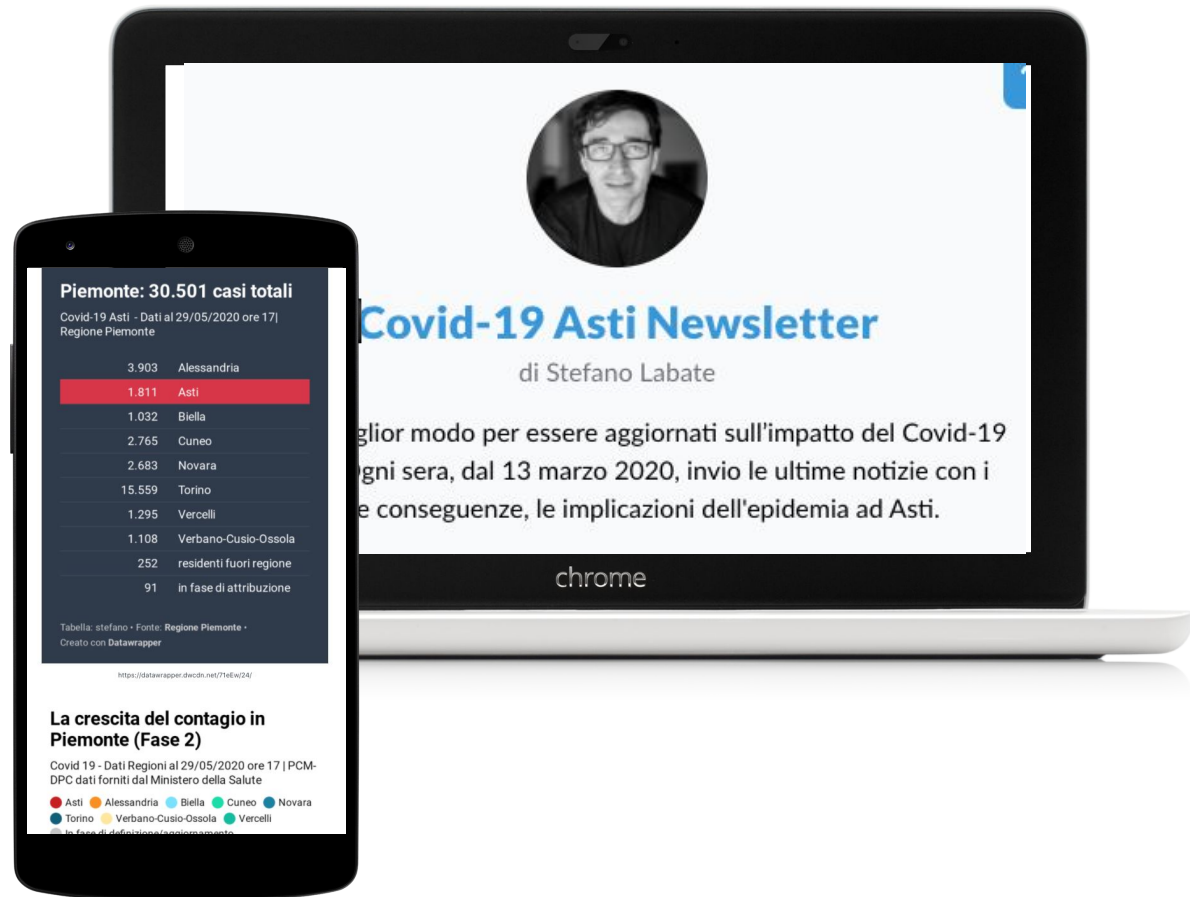 Covid-19 Asti Newsletter
di Stefano Labate
glior modo per essere aggiornati sull'impatto del Covid-19
gni sera, dal 13 marzo 2020, invio le ultime notizie con i
e conseguenze, le implicazioni dell'epidemia ad Asti.
chrome
Piemonte: 30.501 casi totali
Covid-19 Asti - Dati al 29/05/2020 ore 17|
Regione Piemonte
3.903 Alessandria
1.811 Asti
1.032 Biella
2.765 Cuneo
2.683 Novara
15.559 Torino
1.295 Vercelli
1.108 Verbano-Cusio-Ossola
252 residenti fuori regione
91 in fase di attribuzione
Tabella: stefano • Fonte: Regione Piemonte •
Creato con Datawrapper
https://datawrapper.dwcdn.net/71eEw/24/
La crescita del contagio in
Piemonte (Fase 2)
Covid 19 - Dati Regioni al 29/05/2020 ore 17 | PCM-
DPC dati forniti dal Ministero della Salute
Asti Alessandria Biella Cuneo Novara
Torino Verbano-Cusio-Ossola Vercelli
In fase di definizione/aggiornamento